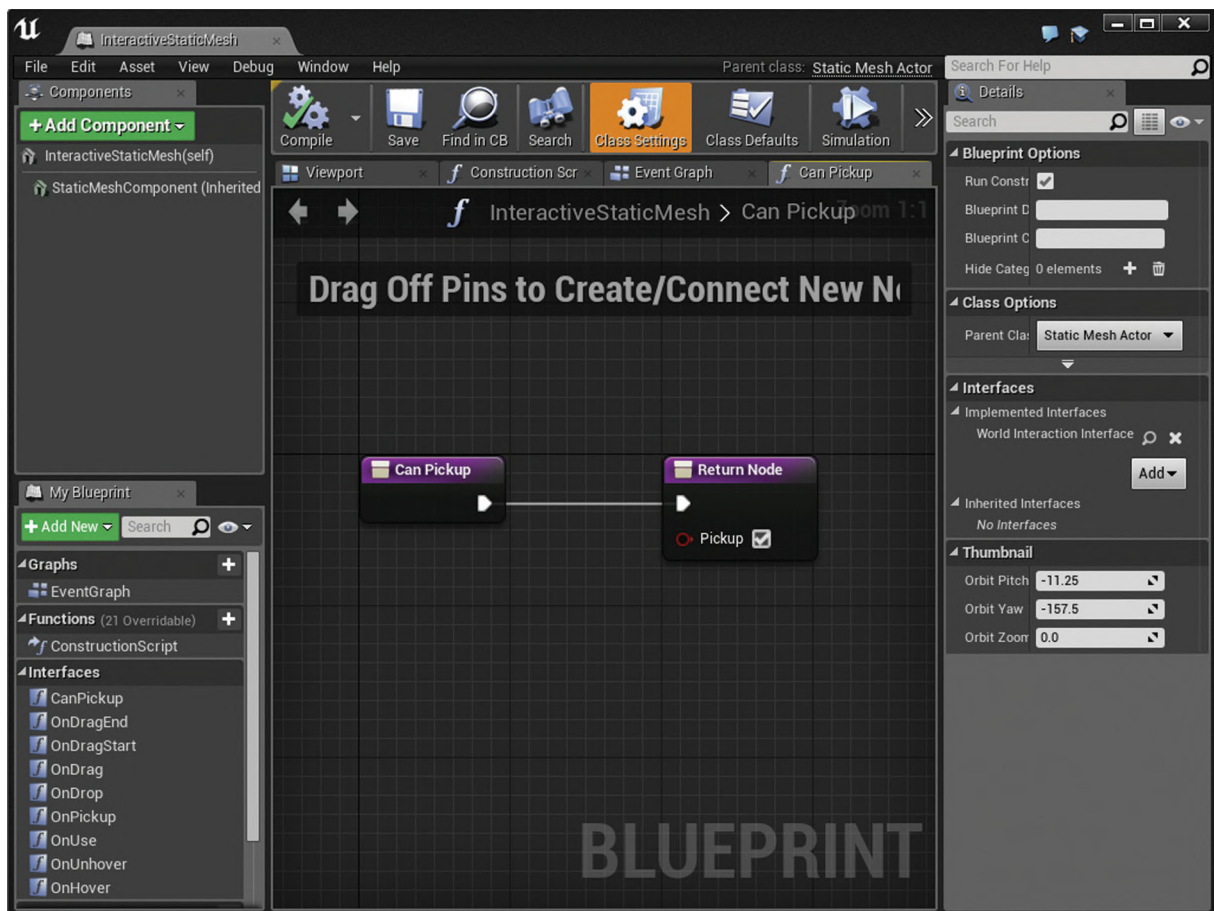 InteractiveStaticMesh
File Edit Asset View Debug Window Help
Parent class: Static Mesh Actor
Search For Help
Components
+Add Component
InteractiveStaticMesh(self)
StaticMeshComponent (Inherited
Compile Save Find in CB Search Class Settings Class Defaults Simulation
Viewport Construction Scr Event Graph Can Pickup
InteractiveStaticMesh > Can Pickup
Zoom 1:1
Drag Off Pins to Create/Connect New N
Can Pickup
Return Node
Pickup
BLUEPRINT
My Blueprint
+Add New Search
Graphs
EventGraph
Functions (21 Overridable)
ConstructionScript
Interfaces
CanPickup
OnDragEnd
OnDragStart
OnDrag
OnDrop
OnPickup
OnUse
OnUnhover
OnHover
Details
Search
Blueprint Options
Run Constr
Blueprint D
Blueprint C
Hide Categ 0 elements
Class Options
Parent Clas Static Mesh Actor
Interfaces
Implemented Interfaces
World Interaction Interface
Add
Inherited Interfaces
No Interfaces
Thumbnail
Orbit Pitch -11.25
Orbit Yaw -157.5
Orbit Zoom 0.0